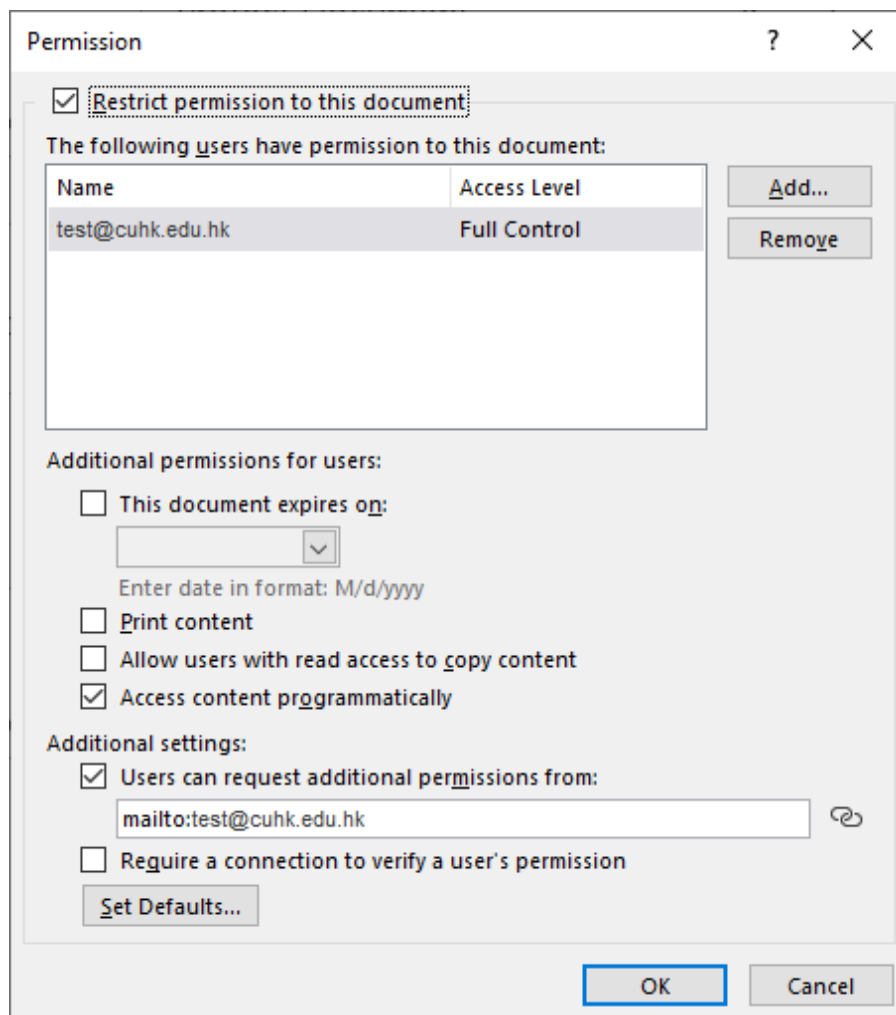 Permission ?
Restrict permission to this document
The following users have permission to this document:
Name Access Level Add...
test@cuhk.edu.hk Full Control Remove
Additional permissions for users:
This document expires on:
Enter date in format: M/d/yyyy
Print content
Allow users with read access to copy content
Access content programmatically
Additional settings:
Users can request additional permissions from:
mailto:test@cuhk.edu.hk
Require a connection to verify a user's permission
Set Defaults...
OK Cancel